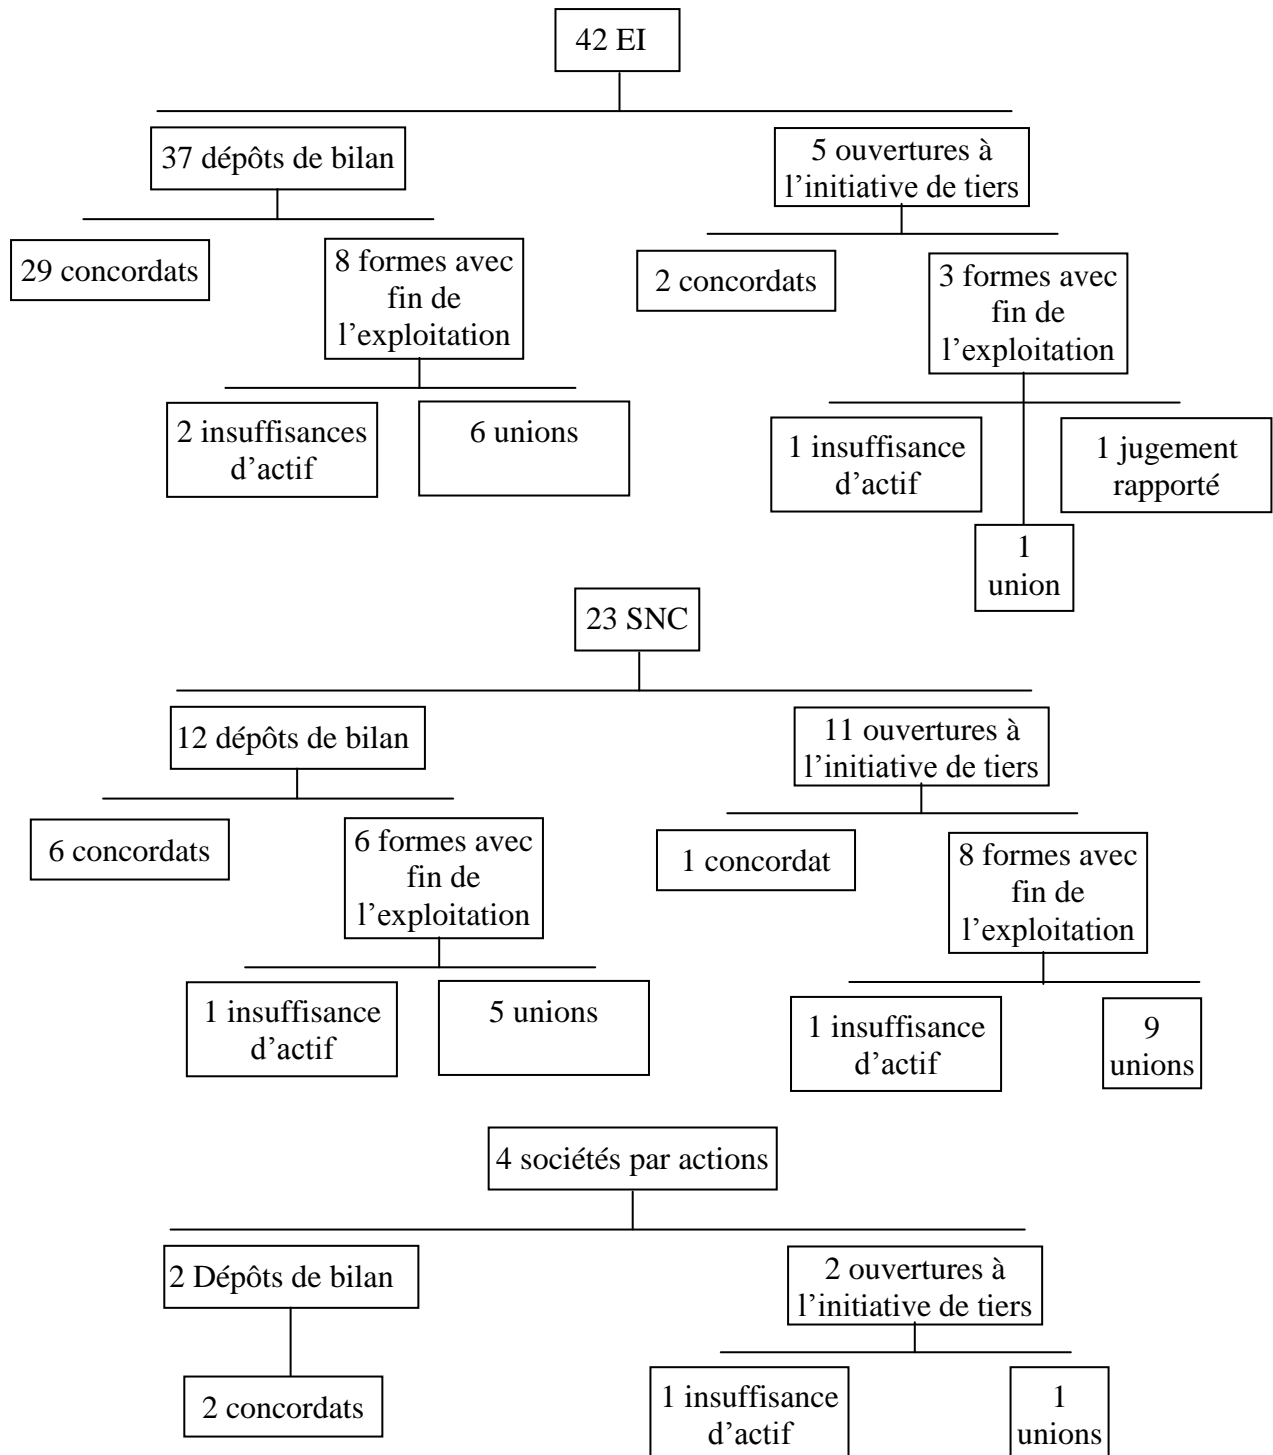 42 EI
37 dépôts de bilan
5 ouvertures à
l’initiative de tiers
29 concordats
8 formes avec
fin de
l’exploitation
2 concordats
3 formes avec
fin de
l’exploitation
2 insuffisances
d’actif
6 unions
1 insuffisance
d’actif
1 jugement
rapporté
1
union
23 SNC
12 dépôts de bilan
11 ouvertures à
l’initiative de tiers
6 concordats
6 formes avec
fin de
l’exploitation
1 concordat
8 formes avec
fin de
l’exploitation
1 insuffisance
d’actif
5 unions
1 insuffisance
d’actif
9
unions
4 sociétés par actions
2 Dépôts de bilan
2 ouvertures à
l’initiative de tiers
2 concordats
1 insuffisance
d’actif
1
unions